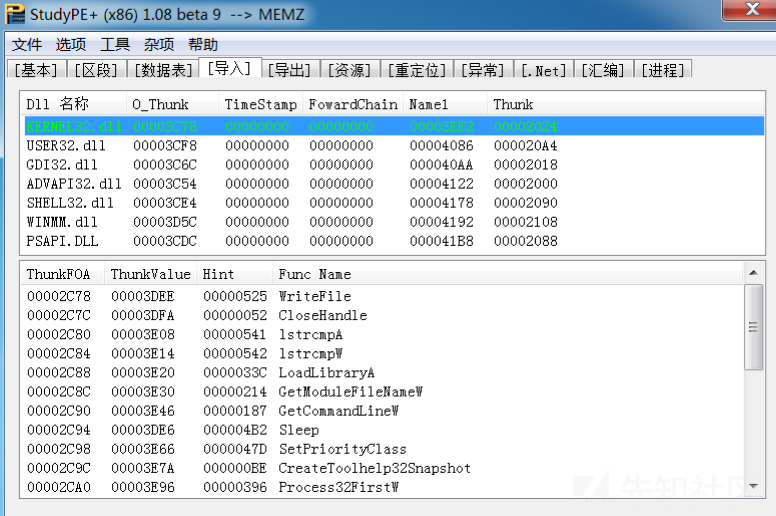 StudyPE+ (x86) 1.08 beta 9 --> MEMZ
文件 选项 工具 杂项 帮助
[基本] [区段] [数据表] [导入] [导出] [资源] [重定位] [异常] [.Net] [汇编] [进程]
Dll 名称 O_Thunk TimeStamp FowardChain Name1 Thunk
KERNEL32.dll 00003C78 00000000 00000000 00002024
USER32.dll 00003CF8 00000000 00000000 00004086 000020A4
GDI32.dll 00003C6C 00000000 00000000 000040AA 00002018
ADVAPI32.dll 00003C54 00000000 00000000 00004122 00002000
SHELL32.dll 00003CE4 00000000 00000000 00004178 00002090
WINMM.dll 00003D5C 00000000 00000000 00004192 00002108
PSAPI.DLL 00003CDC 00000000 00000000 000041B8 00002088
ThunkFOA ThunkValue Hint Func Name
00002C78 00003DEE 00000525 WriteFile
00002C7C 00003DFA 00000052 CloseHandle
00002C80 00003E08 00000541 lstrcmpA
00002C84 00003E14 00000542 lstrcmpW
00002C88 00003E20 0000033C LoadLibraryA
00002C8C 00003E30 00000214 GetModuleFileNameW
00002C90 00003E46 00000187 GetCommandLineW
00002C94 00003DE6 000004B2 Sleep
00002C98 00003E66 0000047D SetPriorityClass
00002C9C 00003E7A 000000BE CreateToolhelp32Snapshot
00002CA0 00003E96 00000396 Process32FirstW
先知社区